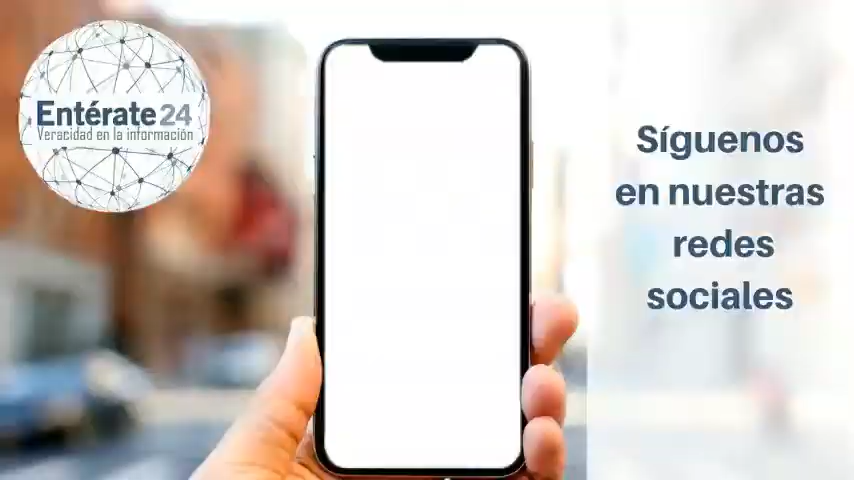 Entérate24
Veracidad en la información
Síguenos
en nuestras
redes
sociales